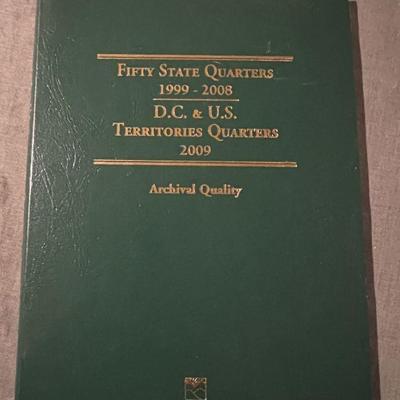 FIFTY STATE QUARTERS
1999 - 2008
D.C. & U.S.
TERRITORIES QUARTERS
2009
Archival Quality